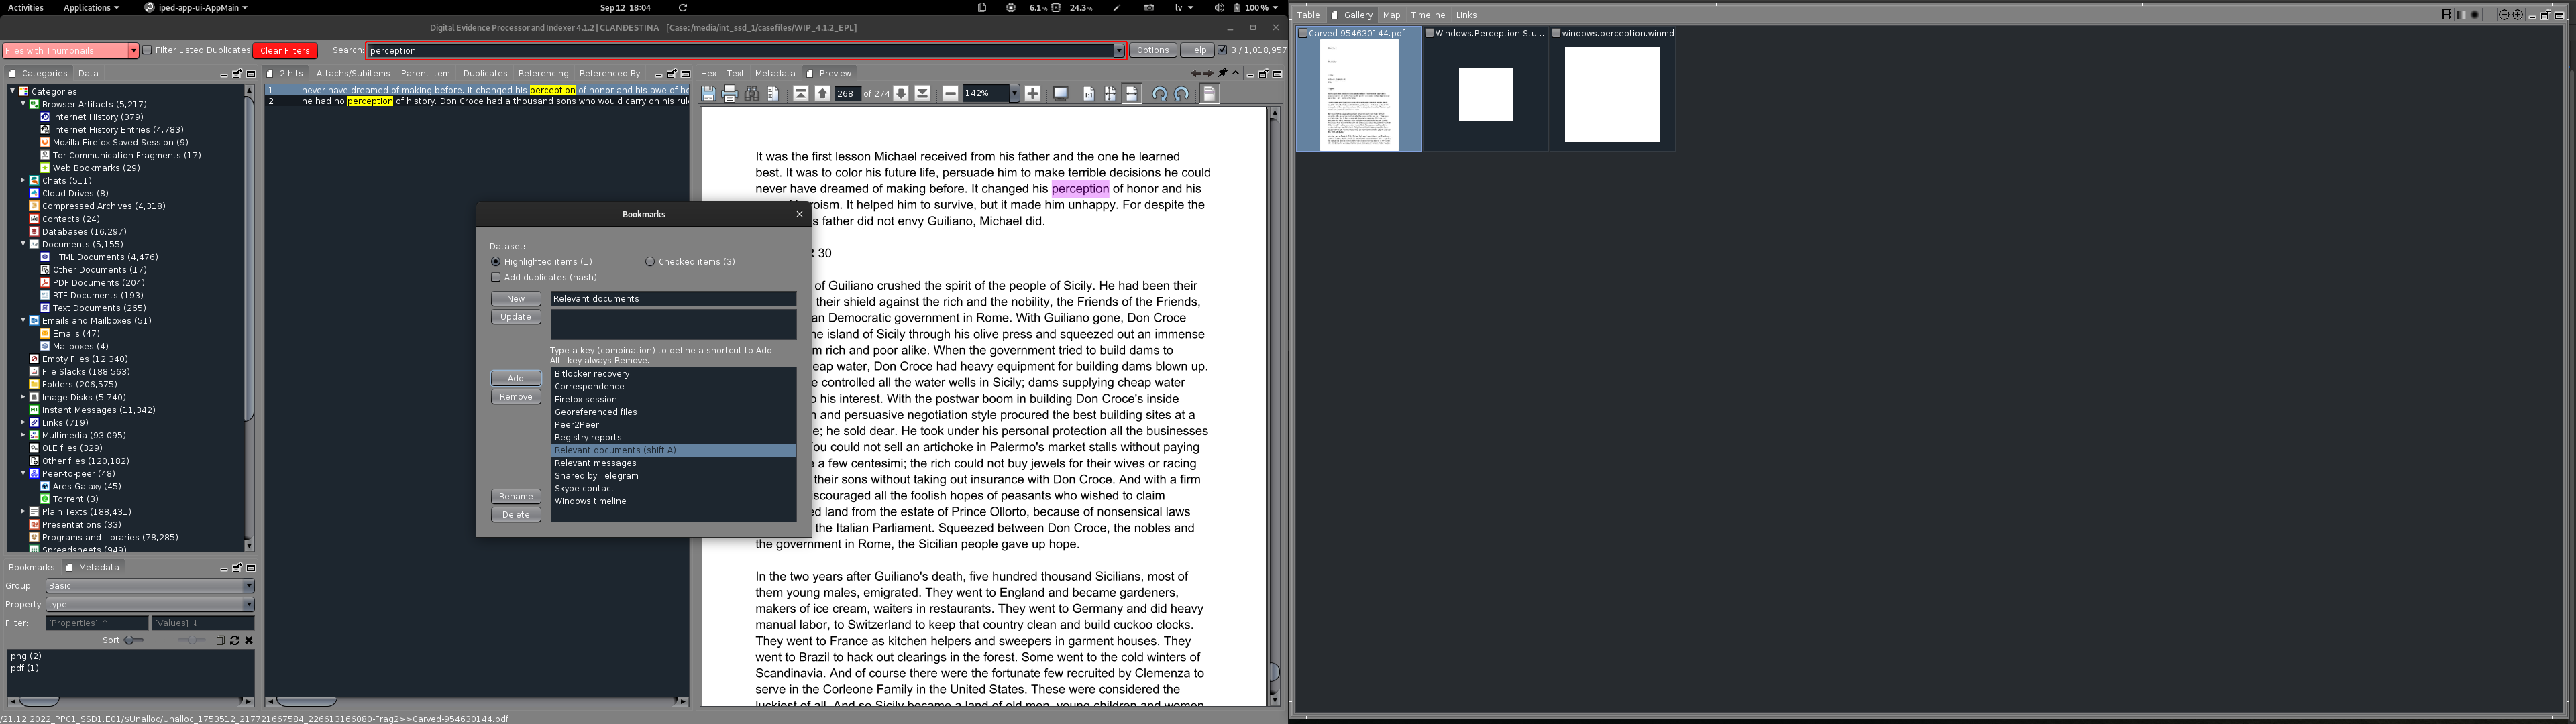 Activities Applications iped-app-ui-AppMain Sep 12 18:04 6.1% 24.3% lv 100 %
Digital Evidence Processor and Indexer 4.1.2 | CLANDESTINA [Case:/media/int_ssd_1/casefiles/WIP_4.1.2_EPL]
Files with Thumbnails Filter Listed Duplicates Clear Filters Search: perception Options Help 3 / 1,018,957
Categories Data
Categories
Browser Artifacts (5,217)
Internet History (379)
Internet History Entries (4,783)
Mozilla Firefox Saved Session (9)
Tor Communication Fragments (17)
Web Bookmarks (29)
Chats (511)
Cloud Drives (8)
Compressed Archives (4,318)
Contacts (24)
Databases (16,297)
Documents (5,155)
HTML Documents (4,476)
Other Documents (17)
PDF Documents (204)
RTF Documents (193)
Text Documents (265)
Emails and Mailboxes (51)
Emails (47)
Mailboxes (4)
Empty Files (12,340)
File Slacks (188,563)
Folders (206,575)
Image Disks (5,740)
Instant Messages (11,342)
Links (719)
Multimedia (93,095)
OLE files (329)
Other files (120,182)
Peer-to-peer (48)
Ares Galaxy (45)
Torrent (3)
Plain Texts (188,431)
Presentations (33)
Programs and Libraries (78,285)
Spreadsheets (949)
Bookmarks Metadata
Group: Basic
Property: type
Filter: [Properties] ↑ [Values] ↓
Sort:
png (2)
pdf (1)
2 hits Attachs/Subitems Parent Item Duplicates Referencing Referenced By
1 never have dreamed of making before. It changed his perception of honor and his awe of he
2 he had no perception of history. Don Croce had a thousand sons who would carry on his rul
Bookmarks
Dataset:
Highlighted items (1) Checked items (3)
Add duplicates (hash)
New Relevant documents
Update
Type a key (combination) to define a shortcut to Add.
Alt+key always Remove.
Add
Remove
Rename
Delete
Bitlocker recovery
Correspondence
Firefox session
Georeferenced files
Peer2Peer
Registry reports
Relevant documents (shift A)
Relevant messages
Shared by Telegram
Skype contact
Windows timeline
Hex Text Metadata Preview
268 of 274 142% 1:1
It was the first lesson Michael received from his father and the one he learned
best. It was to color his future life, persuade him to make terrible decisions he could
never have dreamed of making before. It changed his perception of honor and his
roism. It helped him to survive, but it made him unhappy. For despite the
s father did not envy Guiliano, Michael did.
R 30
of Guiliano crushed the spirit of the people of Sicily. He had been their
their shield against the rich and the nobility, the Friends of the Friends,
an Democratic government in Rome. With Guiliano gone, Don Croce
he island of Sicily through his olive press and squeezed out an immense
m rich and poor alike. When the government tried to build dams to
eap water, Don Croce had heavy equipment for building dams blown up.
e controlled all the water wells in Sicily; dams supplying cheap water
o his interest. With the postwar boom in building Don Croce's inside
n and persuasive negotiation style procured the best building sites at a
e; he sold dear. He took under his personal protection all the businesses
ou could not sell an artichoke in Palermo's market stalls without paying
a few centesimi; the rich could not buy jewels for their wives or racing
their sons without taking out insurance with Don Croce. And with a firm
scouraged all the foolish hopes of peasants who wished to claim
ed land from the estate of Prince Ollorto, because of nonsensical laws
the Italian Parliament. Squeezed between Don Croce, the nobles and
the government in Rome, the Sicilian people gave up hope.
In the two years after Guiliano's death, five hundred thousand Sicilians, most of
them young males, emigrated. They went to England and became gardeners,
makers of ice cream, waiters in restaurants. They went to Germany and did heavy
manual labor, to Switzerland to keep that country clean and build cuckoo clocks.
They went to France as kitchen helpers and sweepers in garment houses. They
went to Brazil to hack out clearings in the forest. Some went to the cold winters of
Scandinavia. And of course there were the fortunate few recruited by Clemenza to
serve in the Corleone Family in the United States. These were considered the
luckiest of all. And so Sicily became a land of old men, young children and women
/21.12.2022_PPC1_SSD1.E01/$Unalloc/Unalloc_1753512_217721667584_226613166080-Frag2>>Carved-954630144.pdf
Table Gallery Map Timeline Links
Carved-954630144.pdf Windows.Perception.Stu... windows.perception.winmd